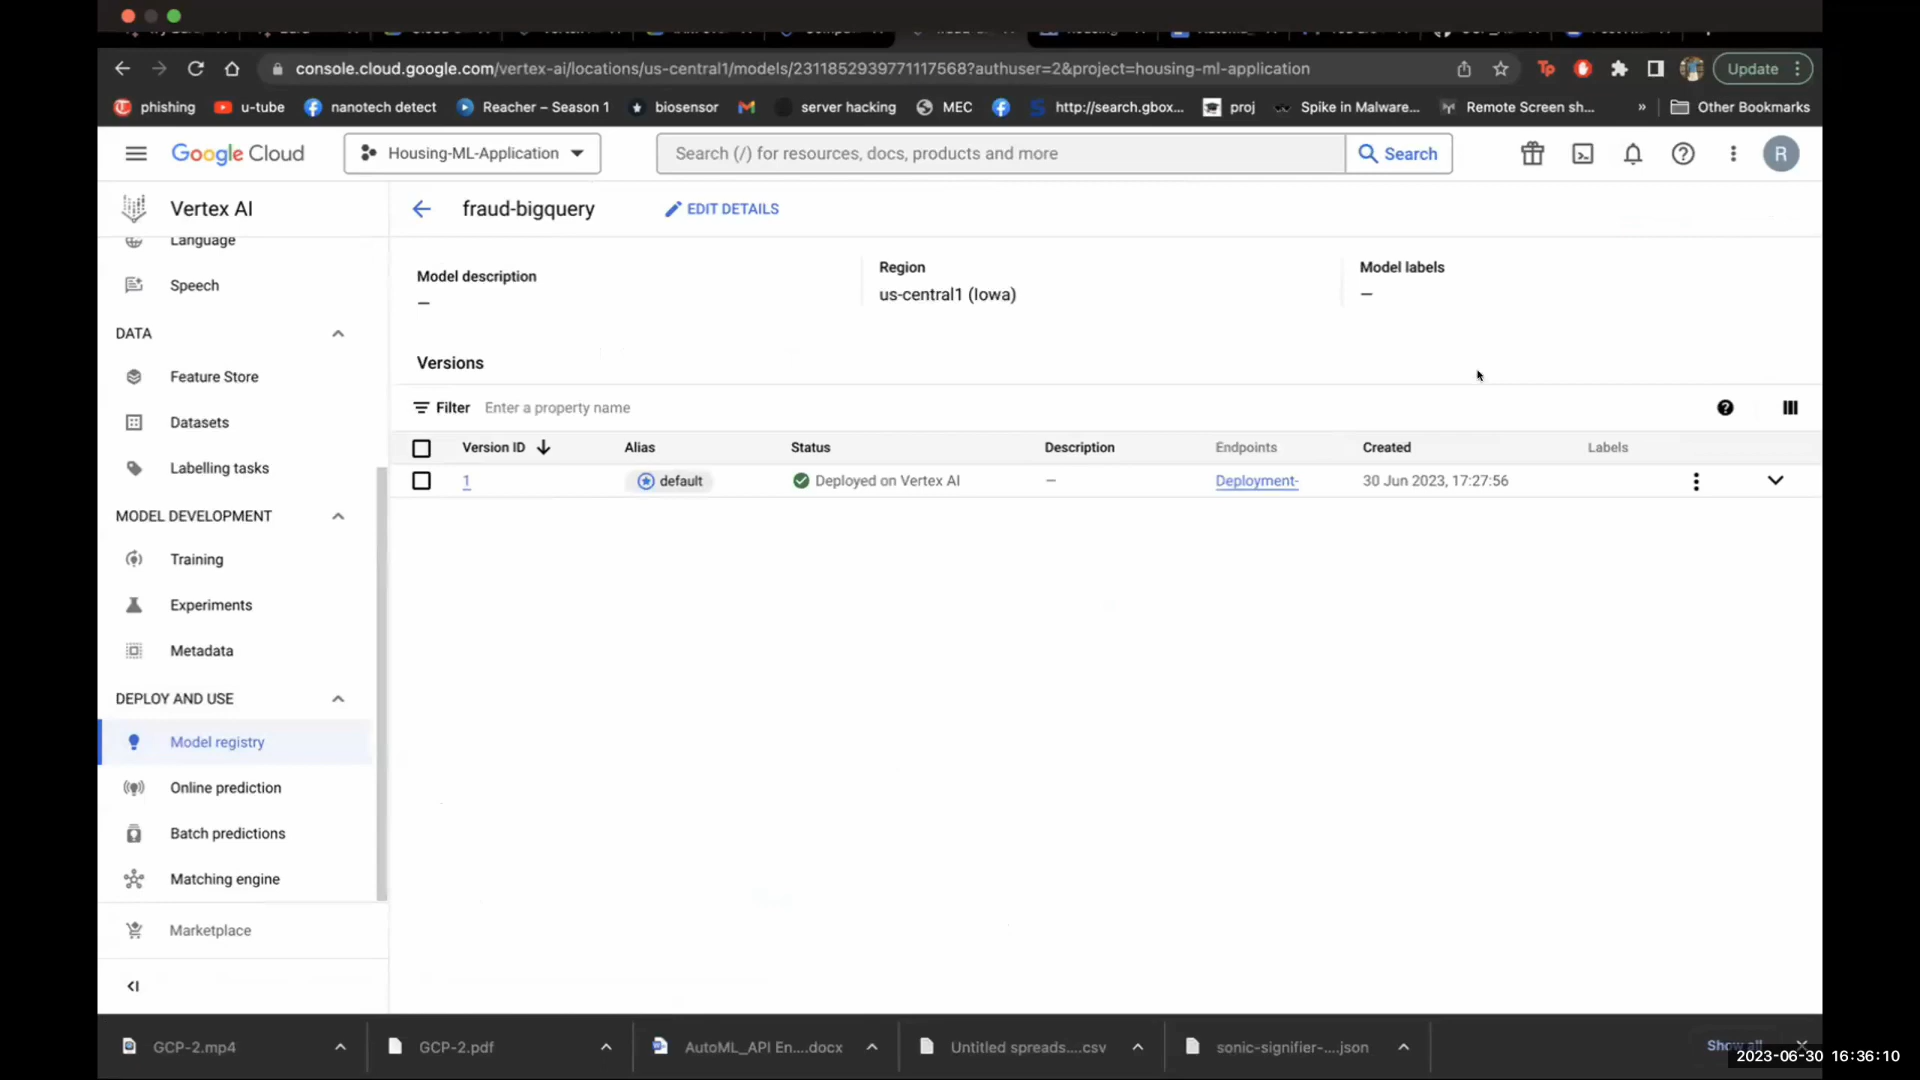 console.cloud.google.com/vertex-ai/locations/us-central1/models/2311852939771117568?authuser=2&project=housing-ml-application
Update
phishing u-tube nanotech detect Reacher – Season 1 biosensor server hacking MEC http://search.gbox... proj Spike in Malware... Remote Screen sh... » Other Bookmarks
Google Cloud Housing-ML-Application Search (/) for resources, docs, products and more Search R
Vertex AI fraud-bigquery EDIT DETAILS
Language
Speech
DATA
Feature Store
Datasets
Labelling tasks
MODEL DEVELOPMENT
Training
Experiments
Metadata
DEPLOY AND USE
Model registry
Online prediction
Batch predictions
Matching engine
Marketplace
Model description
—
Region
us-central1 (Iowa)
Model labels
—
Versions
Filter Enter a property name
Version ID Alias Status Description Endpoints Created Labels
1 default Deployed on Vertex AI — Deployment- 30 Jun 2023, 17:27:56
GCP-2.mp4 GCP-2.pdf AutoML_API En....docx Untitled spreads....csv sonic-signifier-....json Show all
2023-06-30 16:36:10